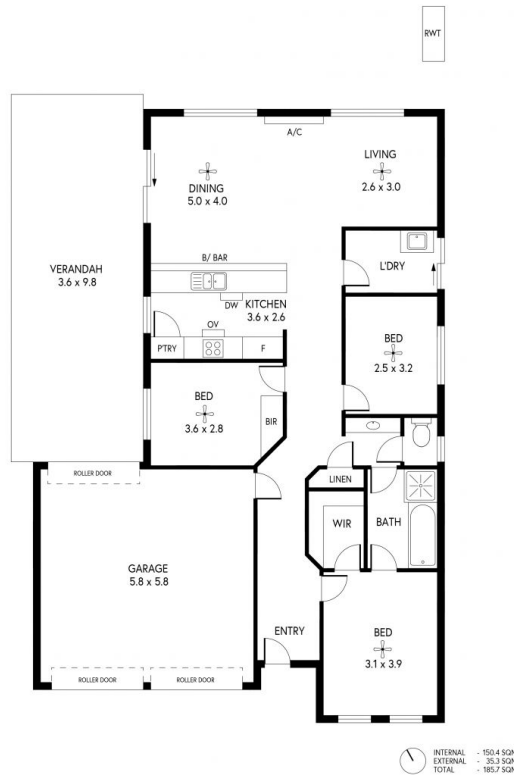 RWT
A/C
LIVING
2.6 x 3.0
DINING
5.0 x 4.0
B/ BAR
L'DRY
VERANDAH
3.6 x 9.8
DW
KITCHEN
3.6 x 2.6
OV
P'TRY
F
BED
2.5 x 3.2
BED
3.6 x 2.8
BIR
ROLLER DOOR
LINEN
WIR
BATH
GARAGE
5.8 x 5.8
ENTRY
BED
3.1 x 3.9
ROLLER DOOR
ROLLER DOOR
INTERNAL - 150.4 SQM
EXTERNAL - 35.3 SQM
TOTAL - 185.7 SQM